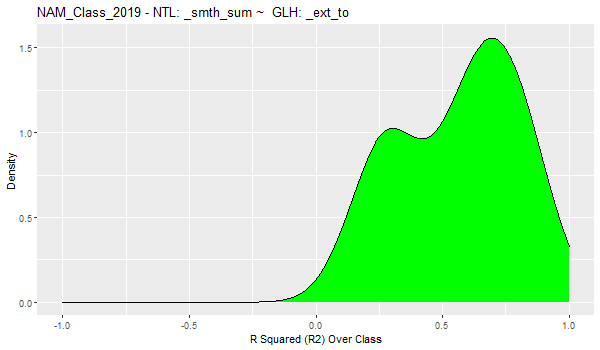 NAM_Class_2019 - NTL: _smth_sum ~  GLH: _ext_to
1.5
1.0
0.5
0.0
Density
-1.0 -0.5 0.0 0.5 1.0
R Squared (R2) Over Class